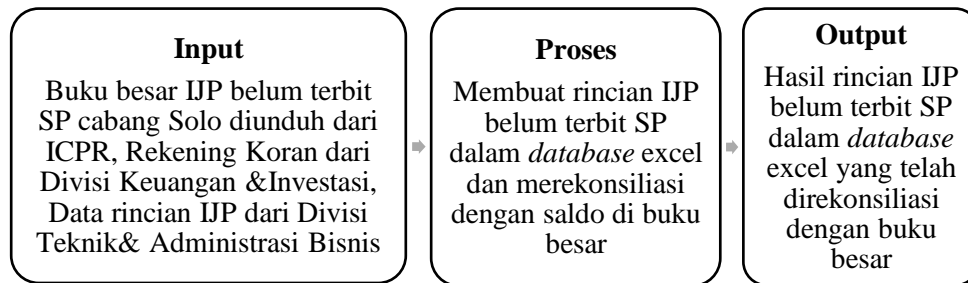 Input
Buku besar IJP belum terbit
SP cabang Solo diunduh dari
ICPR, Rekening Koran dari
Divisi Keuangan &Investasi,
Data rincian IJP dari Divisi
Teknik& Administrasi Bisnis
Proses
Membuat rincian IJP
belum terbit SP
dalam database excel
dan merekonsiliasi
dengan saldo di buku
besar
Output
Hasil rincian IJP
belum terbit SP
dalam database
excel yang telah
direkonsiliasi
dengan buku
besar